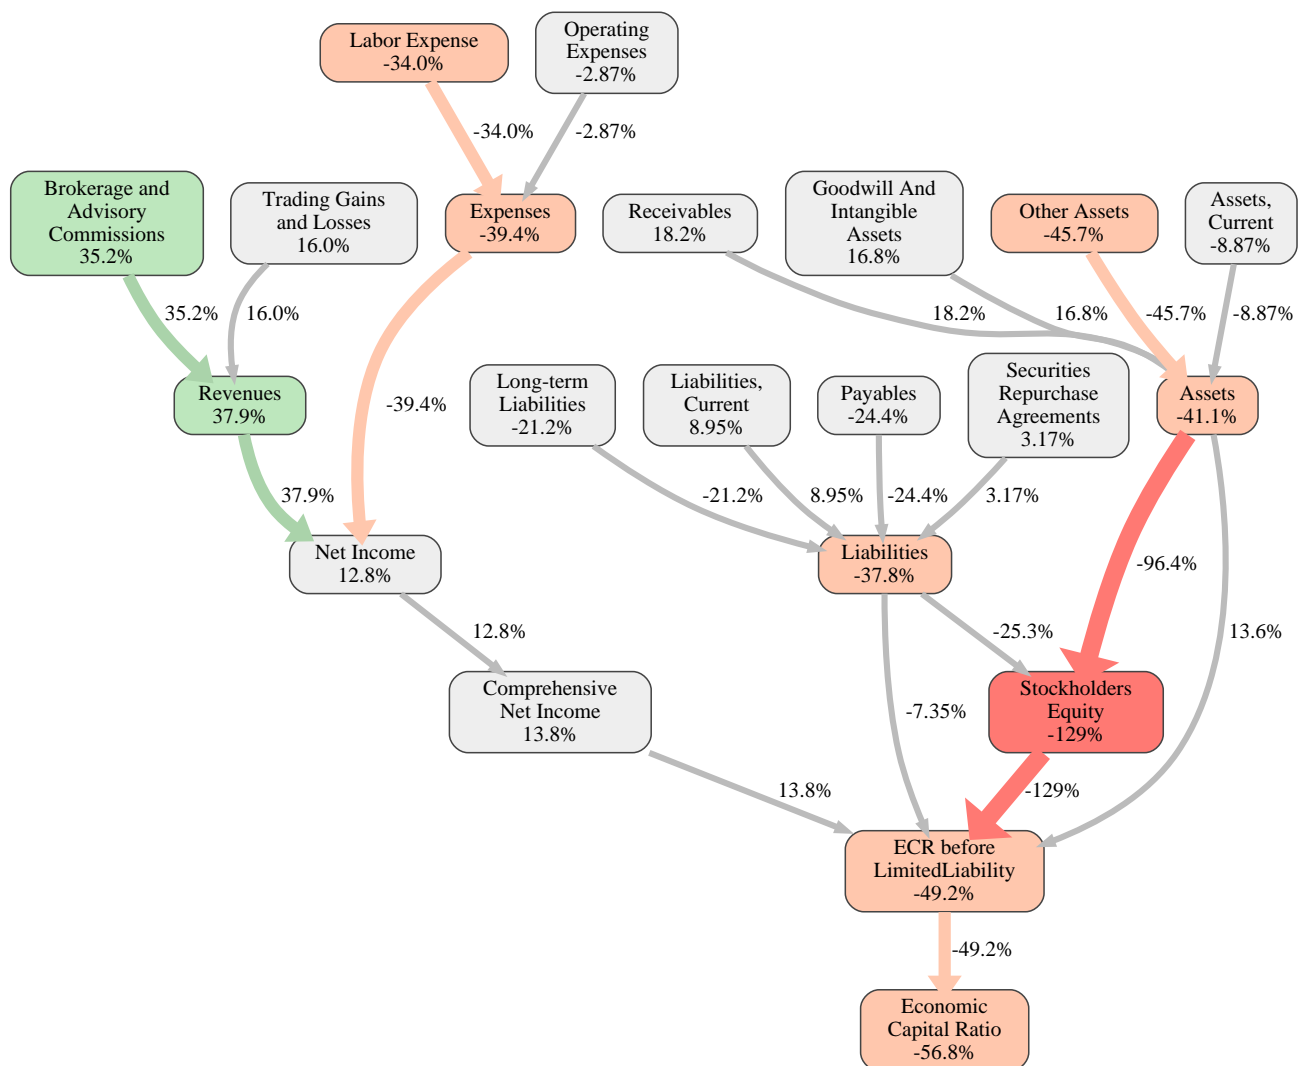 Labor Expense
-34.0%
Operating
Expenses
-2.87%
-34.0%
-2.87%
Brokerage and
Advisory
Commissions
35.2%
Trading Gains
and Losses
16.0%
Expenses
-39.4%
Receivables
18.2%
Goodwill And
Intangible
Assets
16.8%
Other Assets
-45.7%
Assets,
Current
-8.87%
35.2%
16.0%
18.2%
16.8%
-45.7%
-8.87%
Revenues
37.9%
-39.4%
Long-term
Liabilities
-21.2%
Liabilities,
Current
8.95%
Payables
-24.4%
Securities
Repurchase
Agreements
3.17%
Assets
-41.1%
37.9%
-21.2%
8.95%
-24.4%
3.17%
Net Income
12.8%
Liabilities
-37.8%
-96.4%
12.8%
-25.3%
13.6%
Comprehensive
Net Income
13.8%
-7.35%
Stockholders
Equity
-129%
13.8%
-129%
ECR before
LimitedLiability
-49.2%
-49.2%
Economic
Capital Ratio
-56.8%